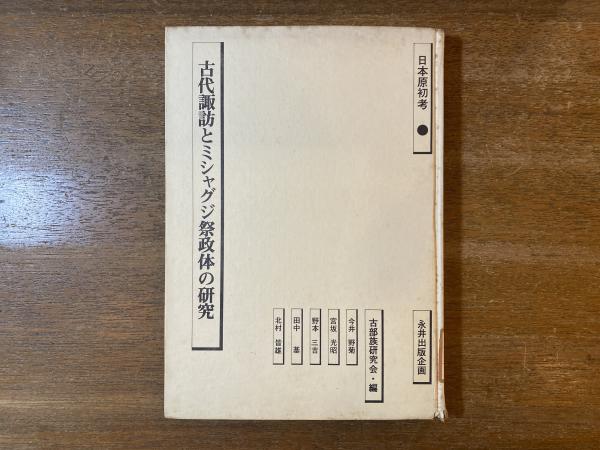 日本原初考 ●
永井出版企画
古部族研究会・編
今井 野菊
宮坂 光昭
野本 三吉
田中 基
北村 皆雄
古代諏訪とミシャグジ祭政体の研究